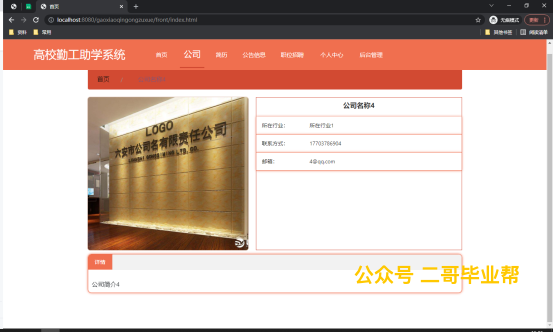 首页
localhost:8080/gaoxiaoqingongzuxue/front/index.html
无痕模式
更新
资料 常用
其他书签 阅读清单
高校勤工助学系统 首页 公司 简历 公告信息 职位招聘 个人中心 后台管理
首页 /
LOGO
六安市公司名有限责任公司
公司名称4
所在行业: 所在行业1
联系方式: 17703786904
邮箱: 4@qq.com
详情
公司简介4
公众号 二哥毕业帮